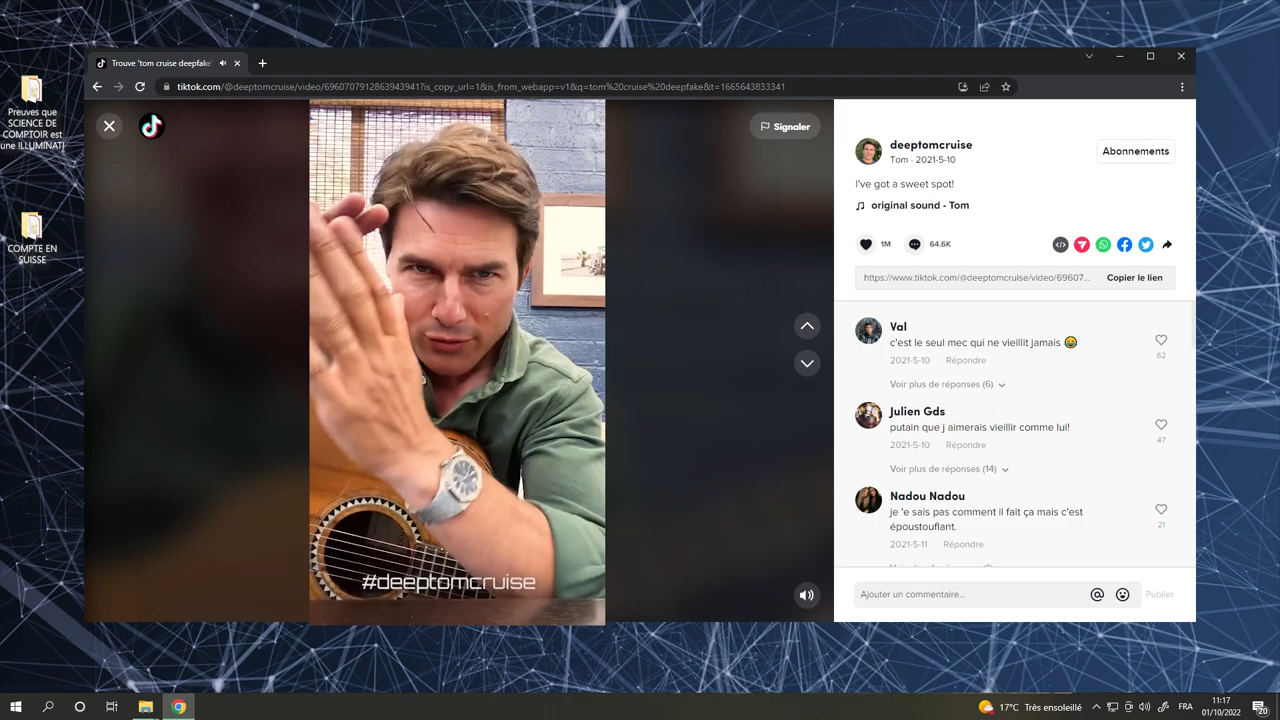 Preuves que
SCIENCE DE
COMPTOIR est
une ILLUMINATI
COMPTE EN
SUISSE
Trouve 'tom cruise deepfake'
tiktok.com/@deeptomcruise/video/6960707912863943941?is_copy_url=1&is_from_webapp=v1&q=tom%20cruise%20deepfake&t=1665643833341
Signaler
#deeptomcruise
deeptomcruise
Tom · 2021-5-10
Abonnements
i've got a sweet spot!
original sound - Tom
1M
64.6K
https://www.tiktok.com/@deeptomcruise/video/69607...
Copier le lien
Val
c'est le seul mec qui ne vieillit jamais 😂
62
2021-5-10 Répondre
Voir plus de réponses (6)
Julien Gds
putain que j aimerais vieillir comme lui!
47
2021-5-10 Répondre
Voir plus de réponses (14)
Nadou Nadou
je 'e sais pas comment il fait ça mais c'est
époustouflant.
21
2021-5-11 Répondre
Ajouter un commentaire...
Publier
17°C Très ensoleillé
FRA
11:17
01/10/2022
20